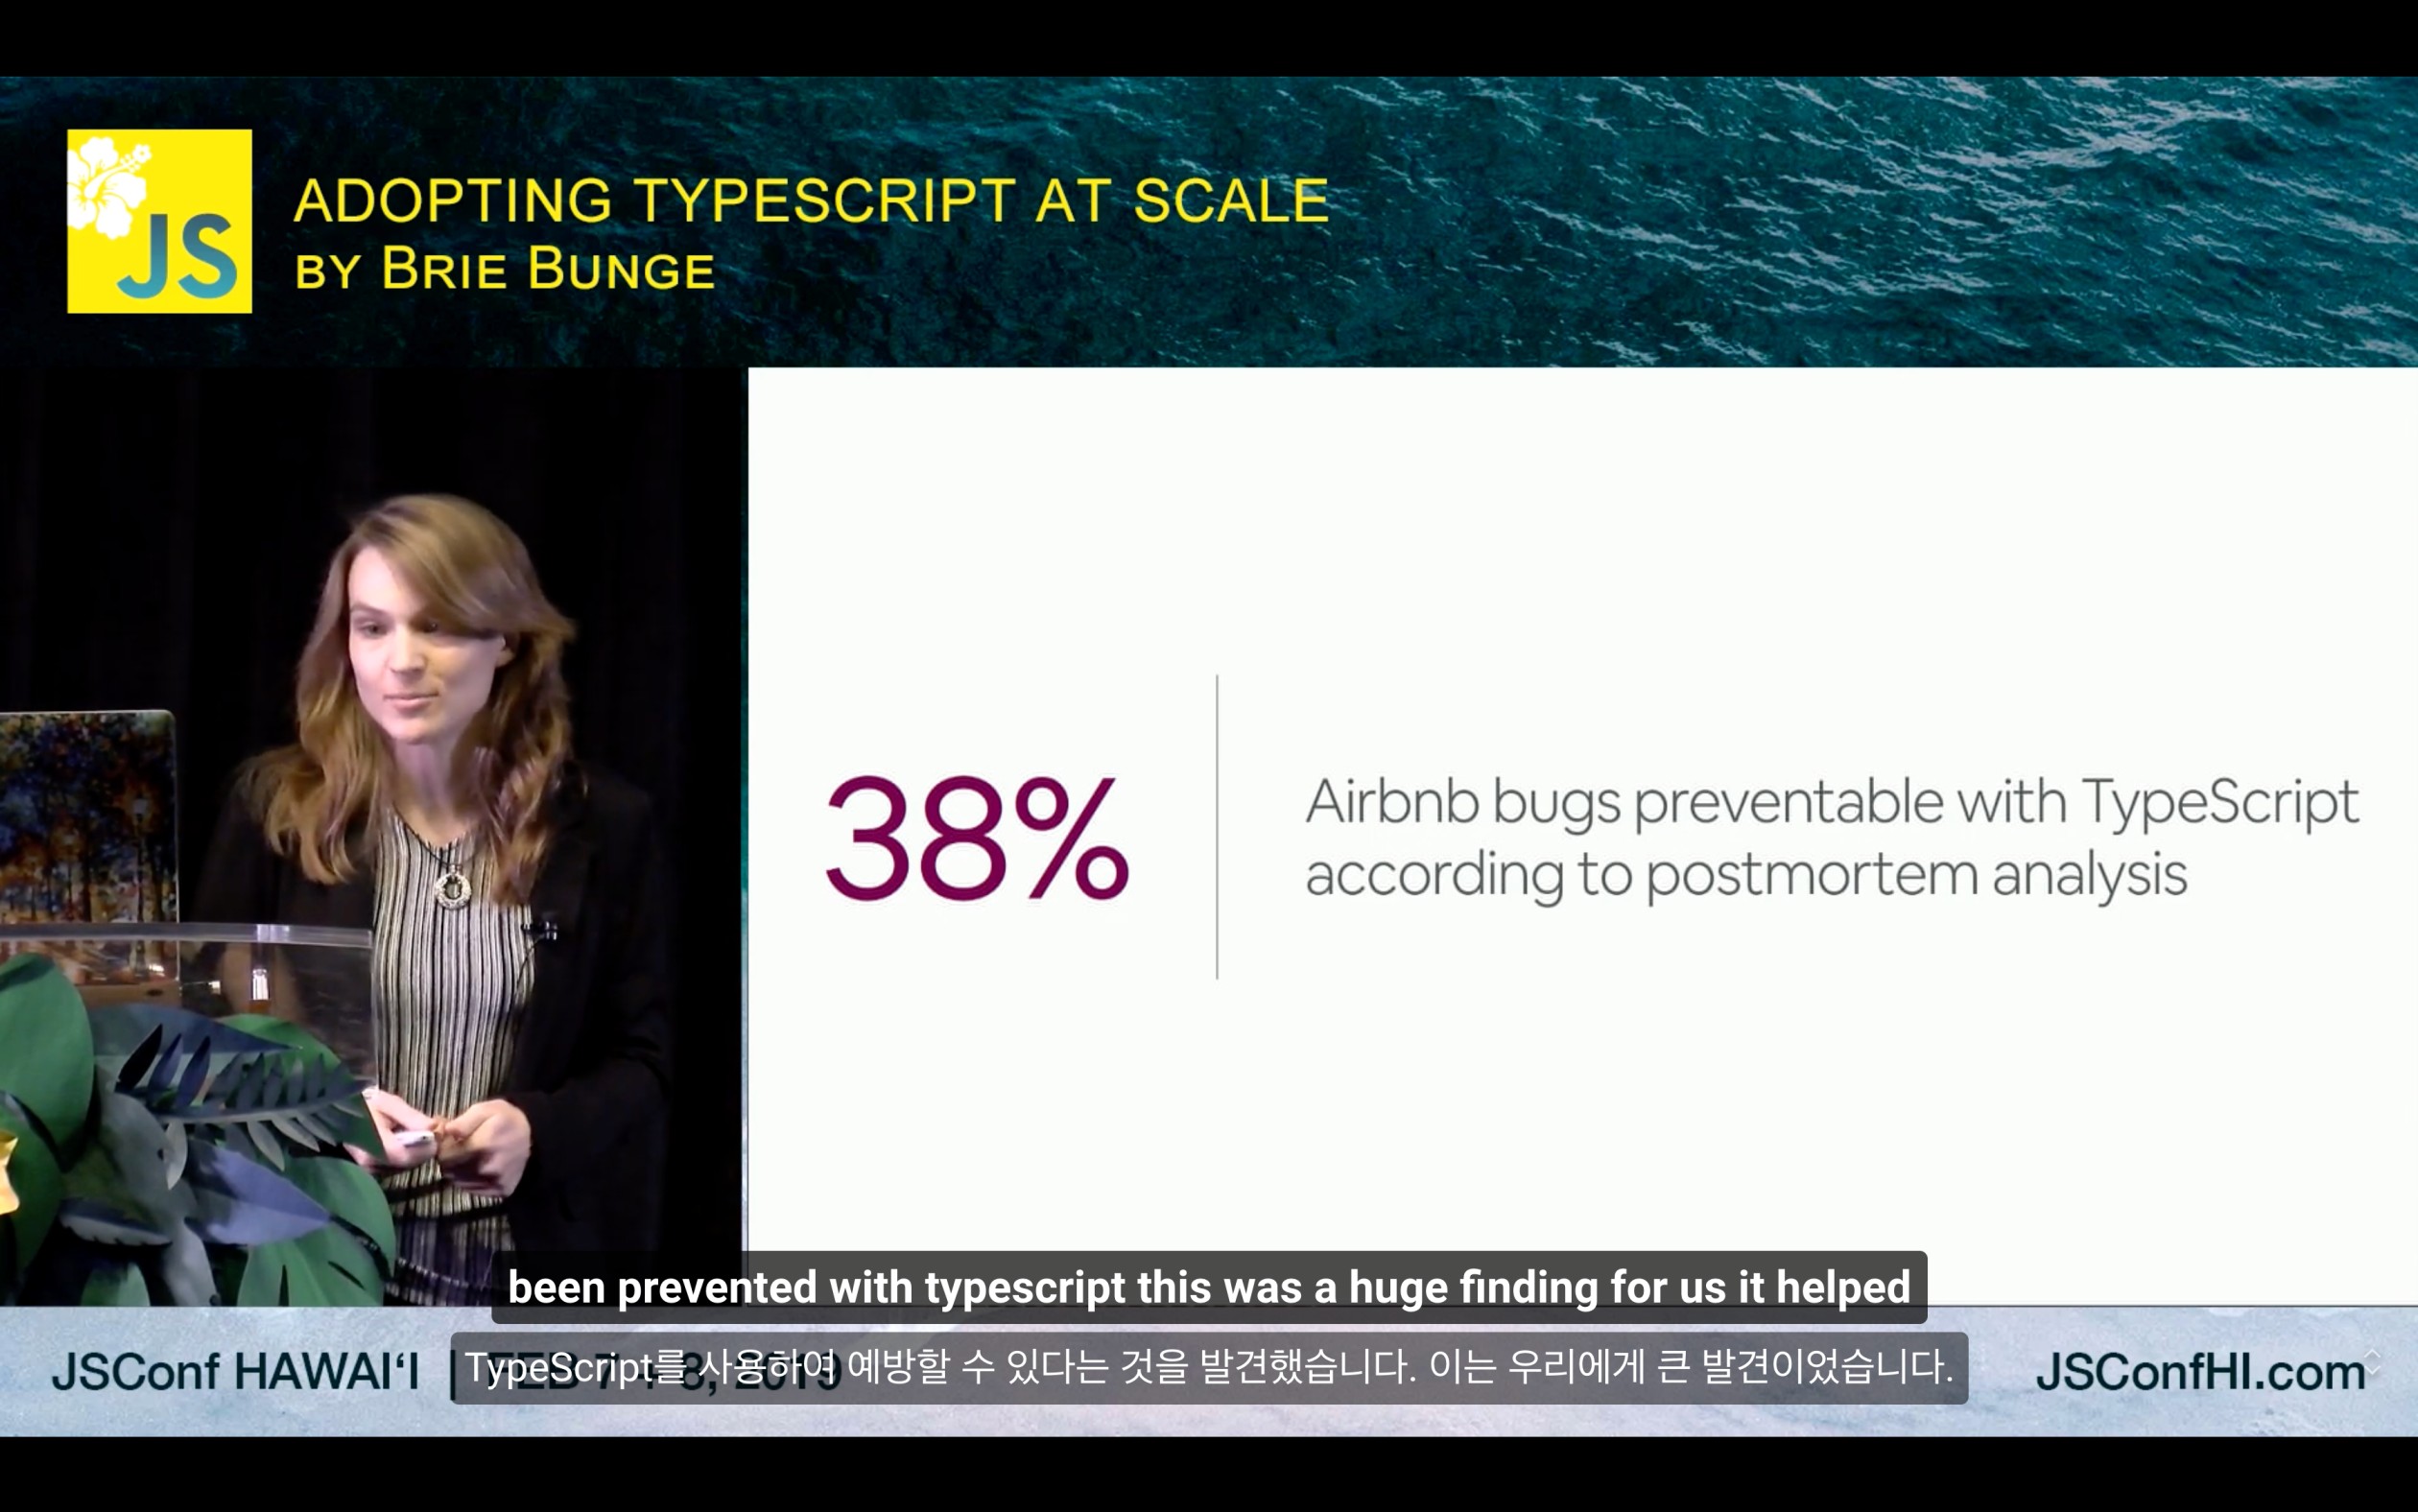 JS
ADOPTING TYPESCRIPT AT SCALE
BY BRIE BUNGE
38%
Airbnb bugs preventable with TypeScript
according to postmortem analysis
been prevented with typescript this was a huge finding for us it helped
TypeScript를 사용하여 예방할 수 있다는 것을 발견했습니다. 이는 우리에게 큰 발견이었습니다.
JSConf HAWAI‘I | FEB 7 + 8, 2019
JSConfHI.com